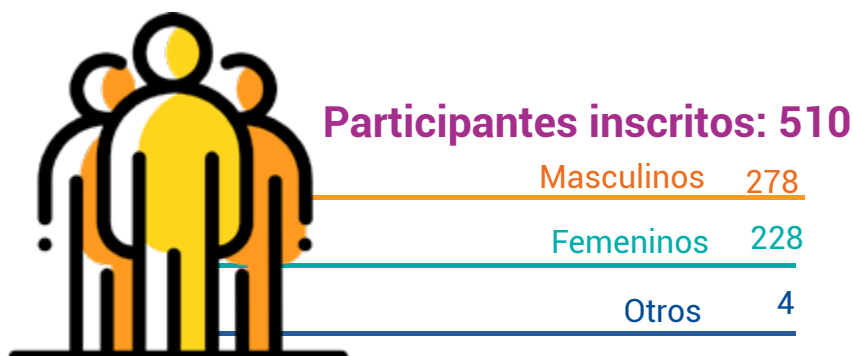 Participantes inscritos: 510
Masculinos 278
Femeninos 228
Otros 4